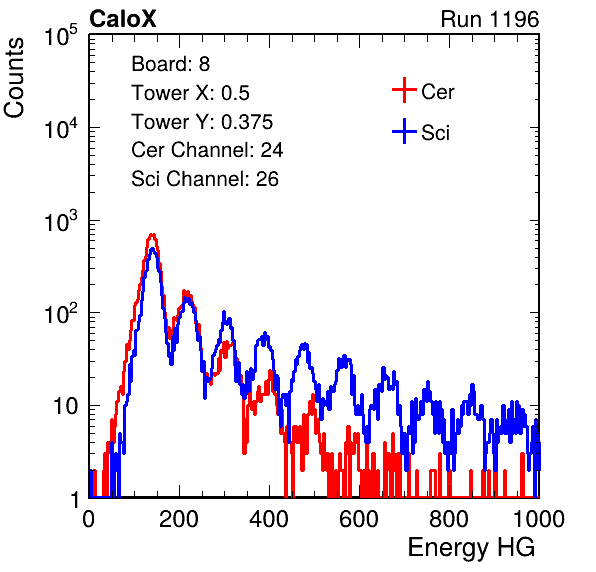 CaloX Run 1196
Counts
10^5
10^4
10^3
10^2
10
1
Board: 8
Tower X: 0.5
Tower Y: 0.375
Cer Channel: 24
Sci Channel: 26
Cer
Sci
0 200 400 600 800 1000
Energy HG